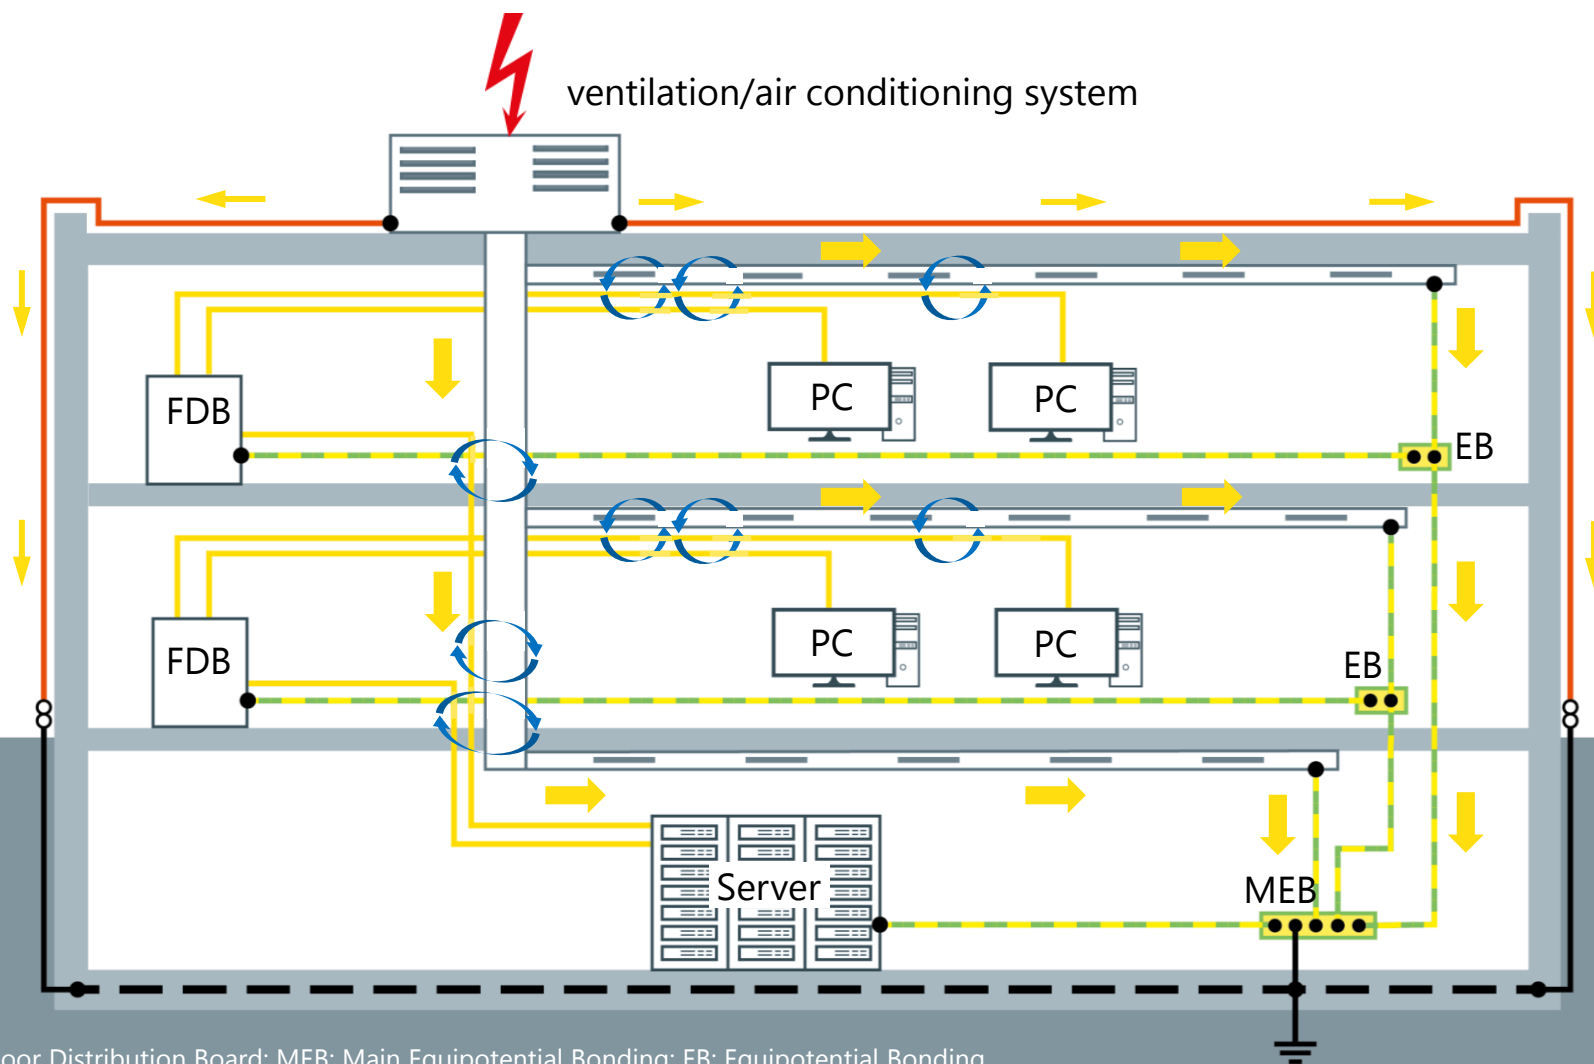 ventilation/air conditioning system
FDB
PC
PC
EB
FDB
PC
PC
EB
Server
MEB
Distribution Board; MEB: Main Equipotential Bonding; EB: Equipotential Bonding